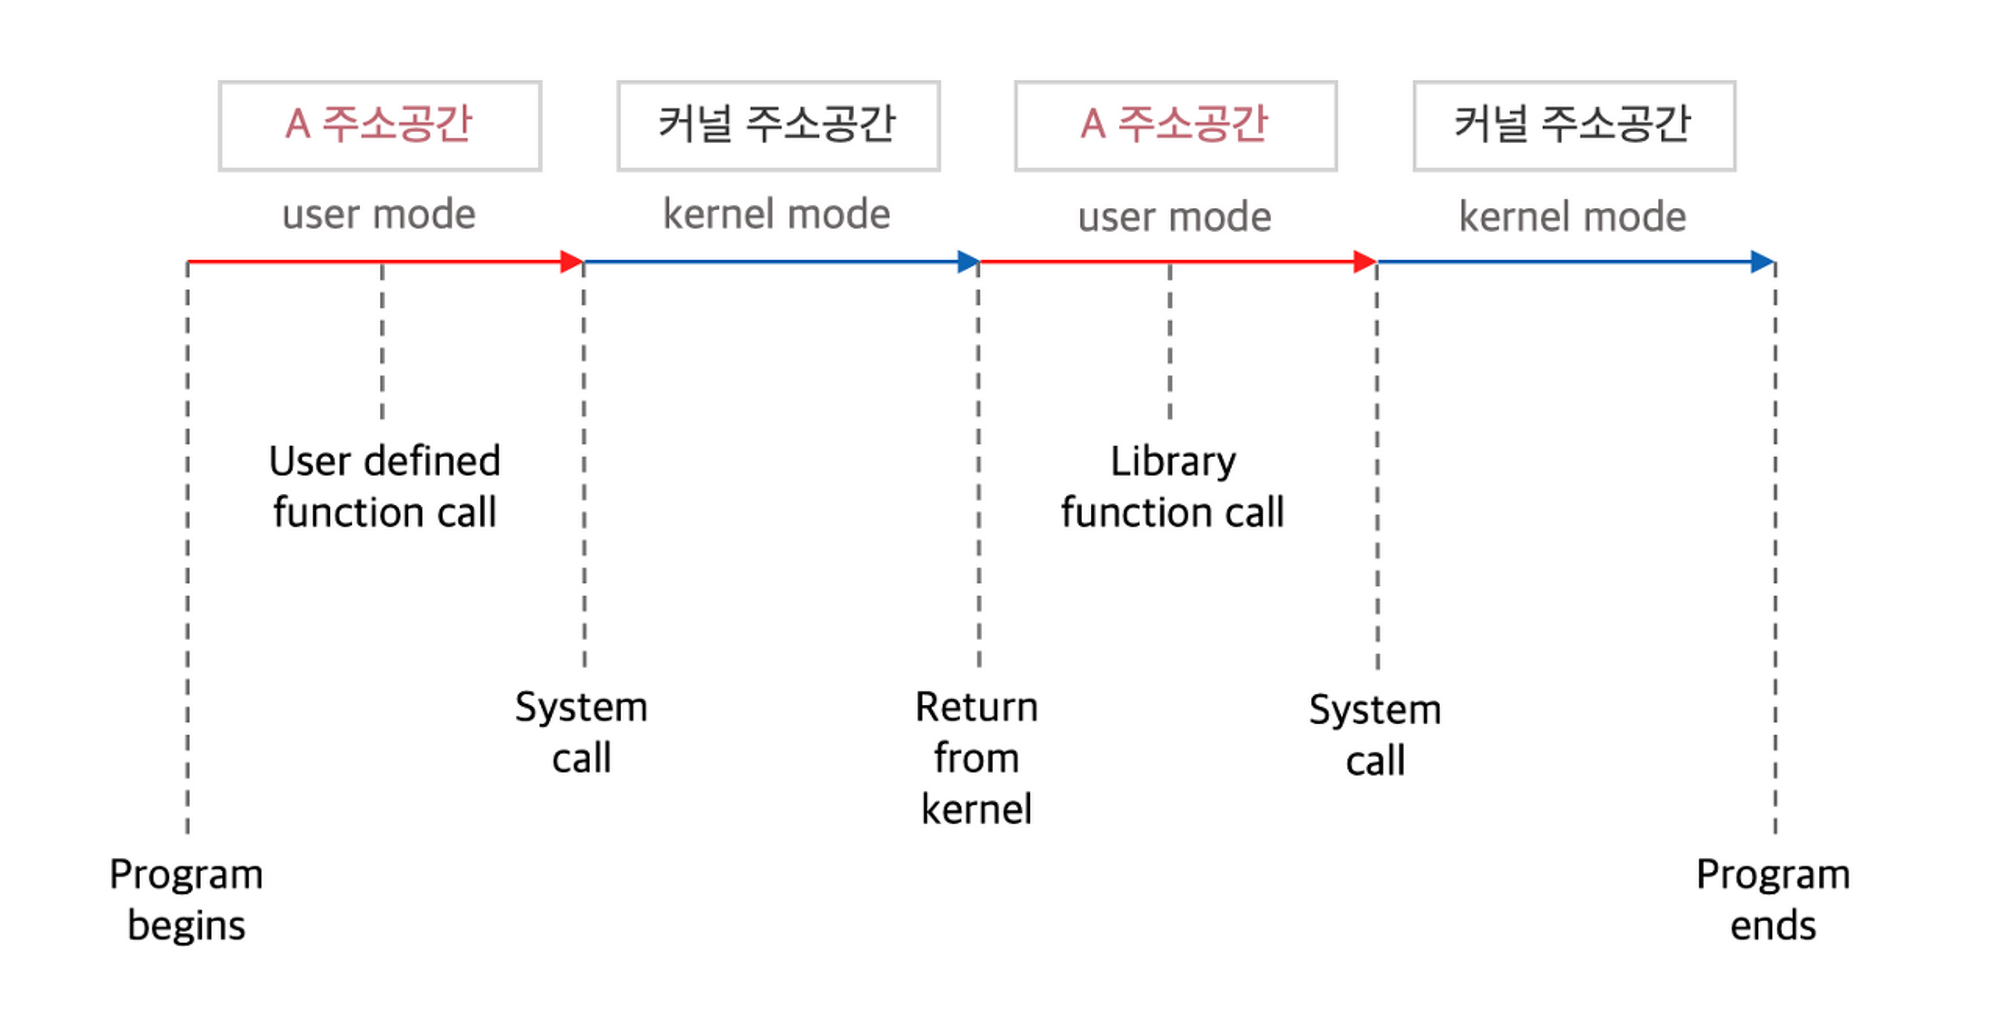 A 주소공간
커널 주소공간
A 주소공간
커널 주소공간
user mode
kernel mode
user mode
kernel mode
User defined
function call
Library
function call
System
call
Return
from
kernel
System
call
Program
begins
Program
ends